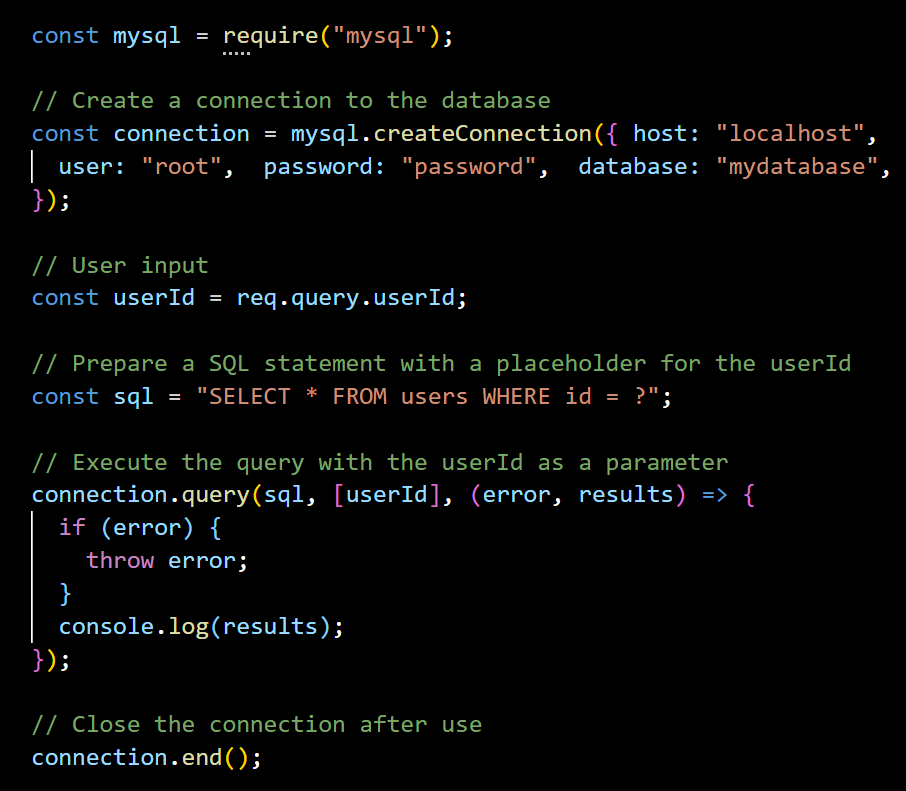 const mysql = require("mysql");
// Create a connection to the database
const connection = mysql.createConnection({ host: "localhost",
user: "root",  password: "password",  database: "mydatabase",
});
// User input
const userId = req.query.userId;
// Prepare a SQL statement with a placeholder for the userId
const sql = "SELECT * FROM users WHERE id = ?";
// Execute the query with the userId as a parameter
connection.query(sql, [userId], (error, results) => {
if (error) {
throw error;
}
console.log(results);
});
// Close the connection after use
connection.end();